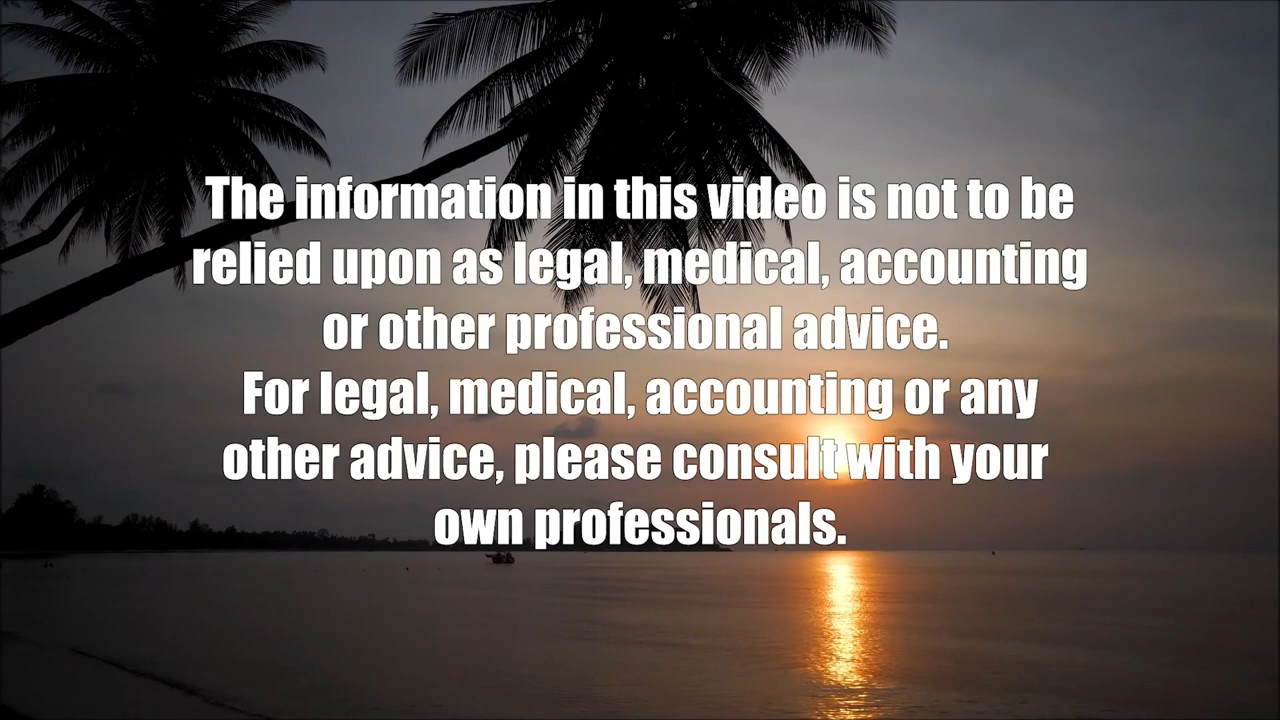 The information in this video is not to be
relied upon as legal, medical, accounting
or other professional advice.
For legal, medical, accounting or any
other advice, please consult with your
own professionals.